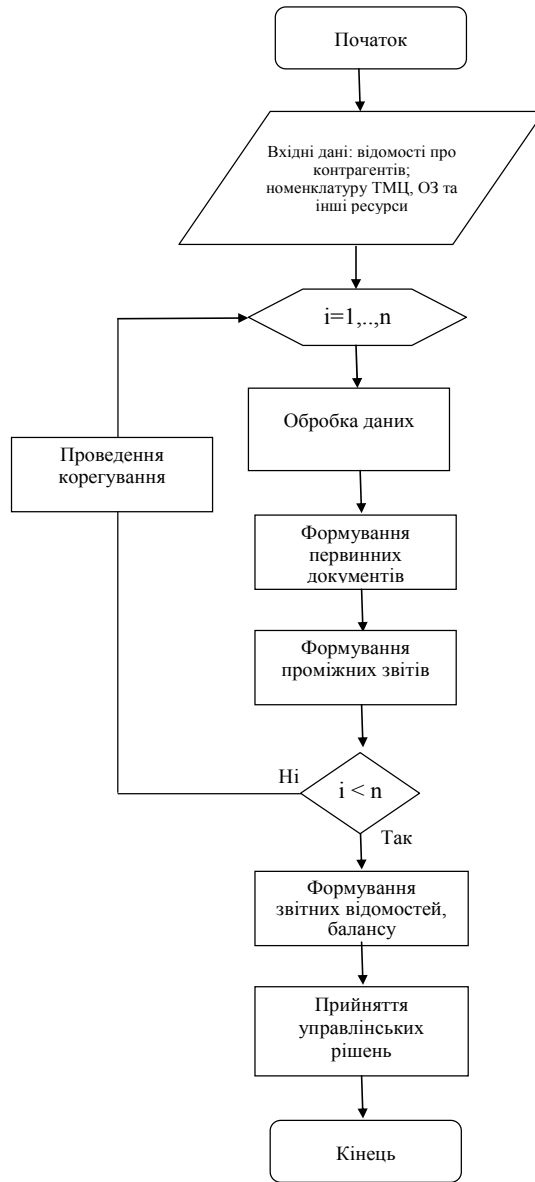 Початок
Вхідні дані: відомості про
контрагентів;
номенклатуру ТМЦ, ОЗ та
інші ресурси
i=1,..,n
Обробка даних
Проведення
корегування
Формування
первинних
документів
Формування
проміжних звітів
Ні
i < n
Так
Формування
звітних відомостей,
балансу
Прийняття
управлінських
рішень
Кінець